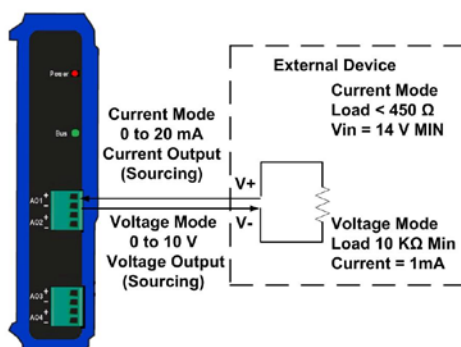 Power
Bus
AO1
+
−
AO2
+
−
AO3
+
−
AO4
+
−
Current Mode
0 to 20 mA
Current Output
(Sourcing)
Voltage Mode
0 to 10 V
Voltage Output
(Sourcing)
V+
V-
External Device
Current Mode
Load < 450 Ω
Vin = 14 V MIN
Voltage Mode
Load 10 KΩ Min
Current = 1mA